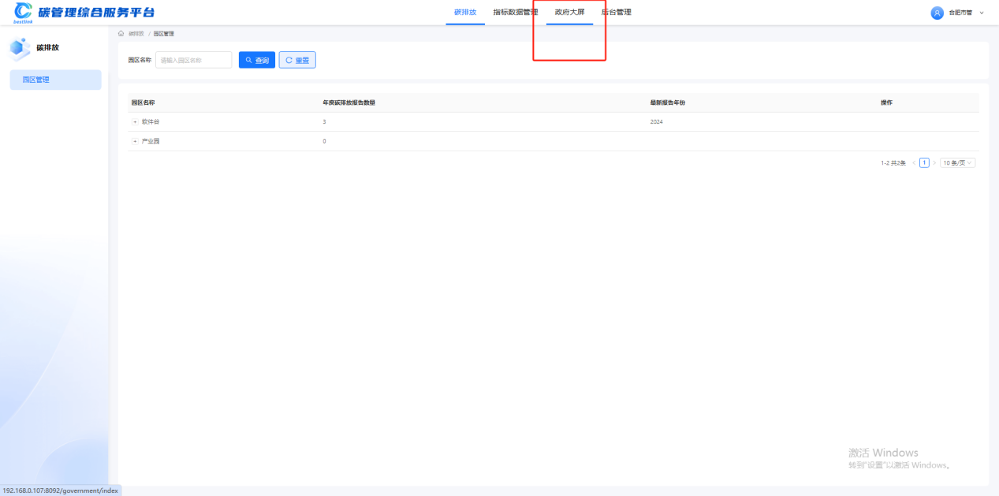 bestlink
碳管理综合服务平台
碳排放 指标数据管理 政府大屏 后台管理
合肥市管
碳排放
园区管理
碳排放 / 园区管理
园区名称 请输入园区名称 查询 重置
园区名称 年度碳排放报告数量 最新报告年份 操作
+ 软件谷 3 2024
+ 产业园 0
1-2 共2条 < 1 > 10 条/页
激活 Windows
转到"设置"以激活 Windows。
192.168.0.107:8092/government/index